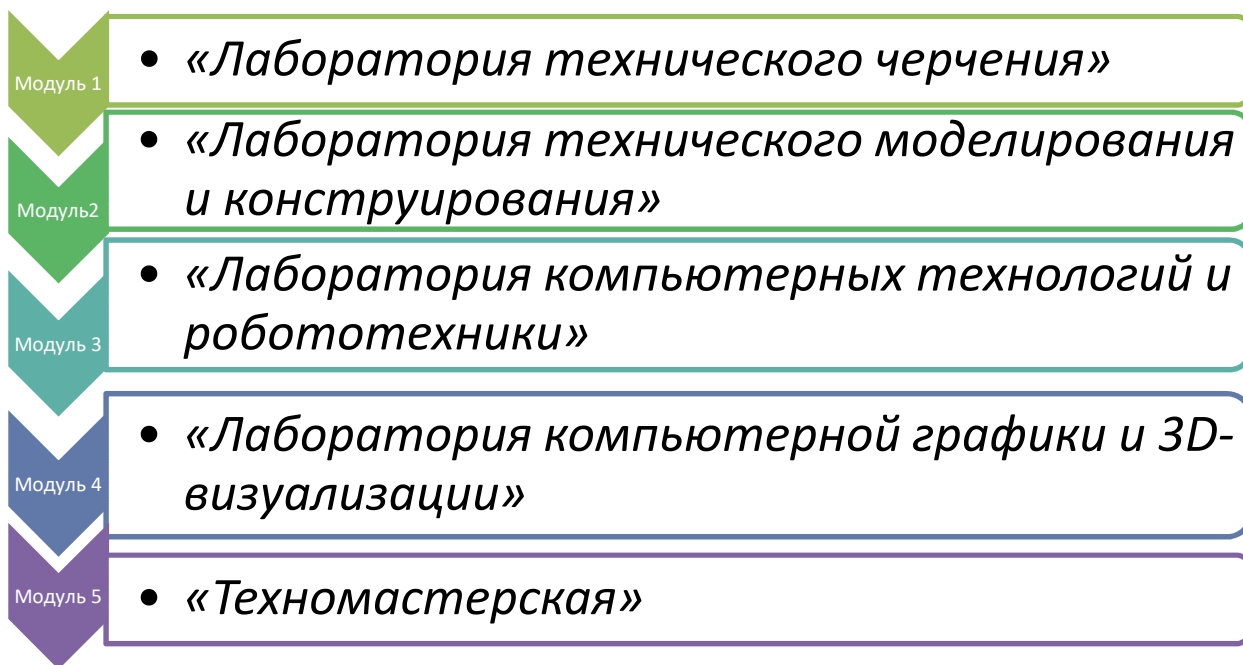 Модуль 1
• «Лаборатория технического черчения»
Модуль2
• «Лаборатория технического моделирования
и конструирования»
Модуль 3
• «Лаборатория компьютерных технологий и
робототехники»
Модуль 4
• «Лаборатория компьютерной графики и 3D-
визуализации»
Модуль 5
• «Техномастерская»